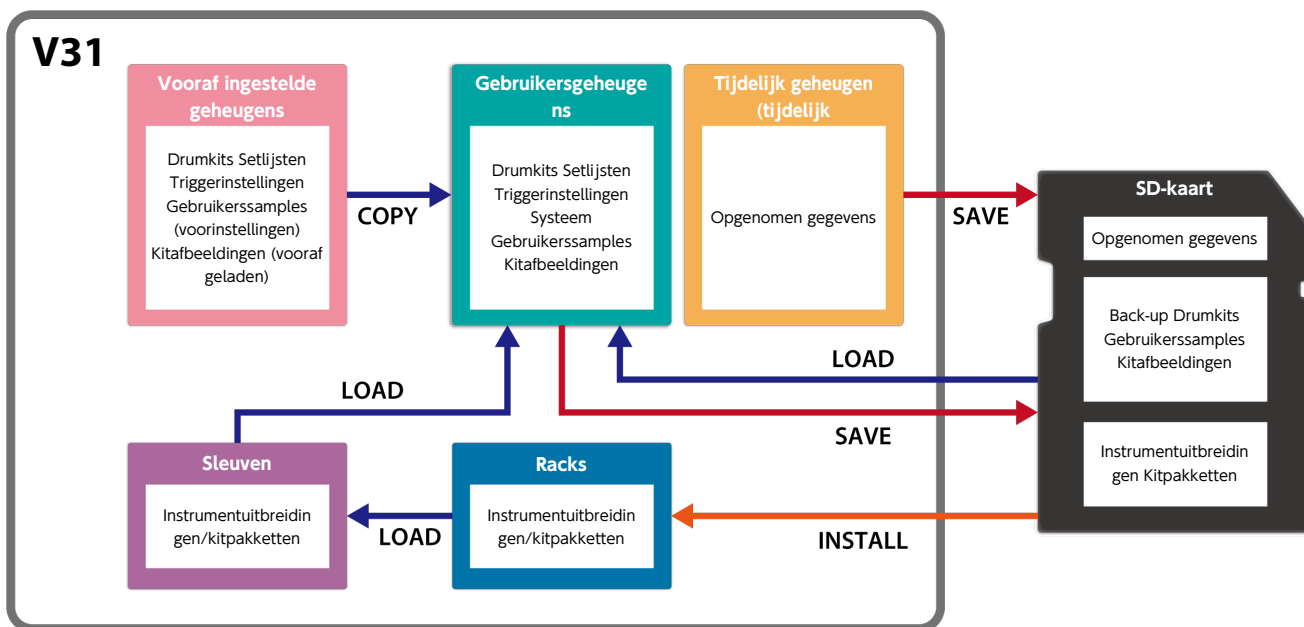 V31
Vooraf ingestelde
geheugens
Drumkits Setlijsten
Triggerinstellingen
Gebruikerssamples
(voorinstellingen)
Kitafbeeldingen (vooraf
geladen)
COPY
Gebruikersgeheuge
ns
Drumkits Setlijsten
Triggerinstellingen
Systeem
Gebruikerssamples
Kitafbeeldingen
Tijdelijk geheugen
(tijdelijk
Opgenomen gegevens
SAVE
SD-kaart
Opgenomen gegevens
Back-up Drumkits
Gebruikerssamples
Kitafbeeldingen
Instrumentuitbreidin
gen Kitpakketten
LOAD
LOAD
SAVE
Sleuven
Instrumentuitbreidin
gen/kitpakketten
LOAD
Racks
Instrumentuitbreidin
gen/kitpakketten
INSTALL